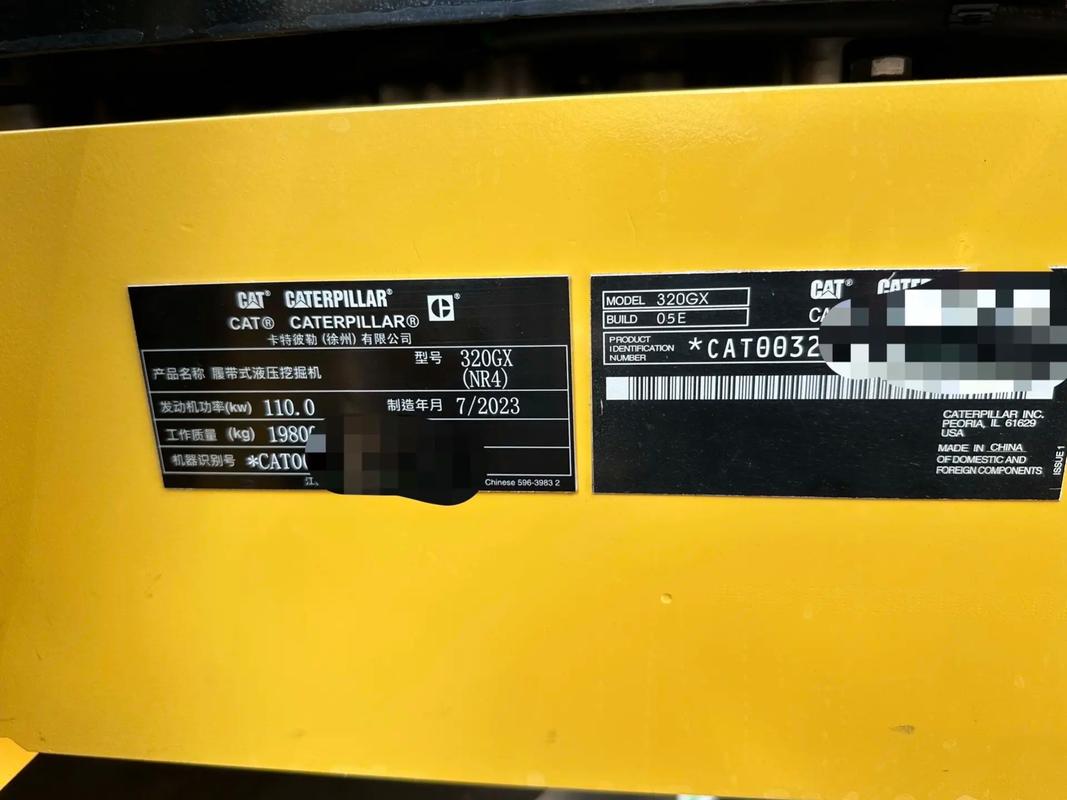 CAT® CATERPILLAR®
CAT® CATERPILLAR®
卡特彼勒 (徐州) 有限公司
产品名称 履带式液压挖掘机 型号 320GX
(NR4)
发动机功率(kw) 110.0 制造年月 7/2023
工作质量 (kg) 1980
机器识别号 *CAT0
Chinese 596-3983 2
CAT®
MODEL 320GX
BUILD 05E
PRODUCT
IDENTIFICATION
NUMBER
*CAT0032
CATERPILLAR INC.
PEORIA, IL 61629
USA
MADE IN CHINA
OF DOMESTIC AND
FOREIGN COMPONENTS
ISSUE 1